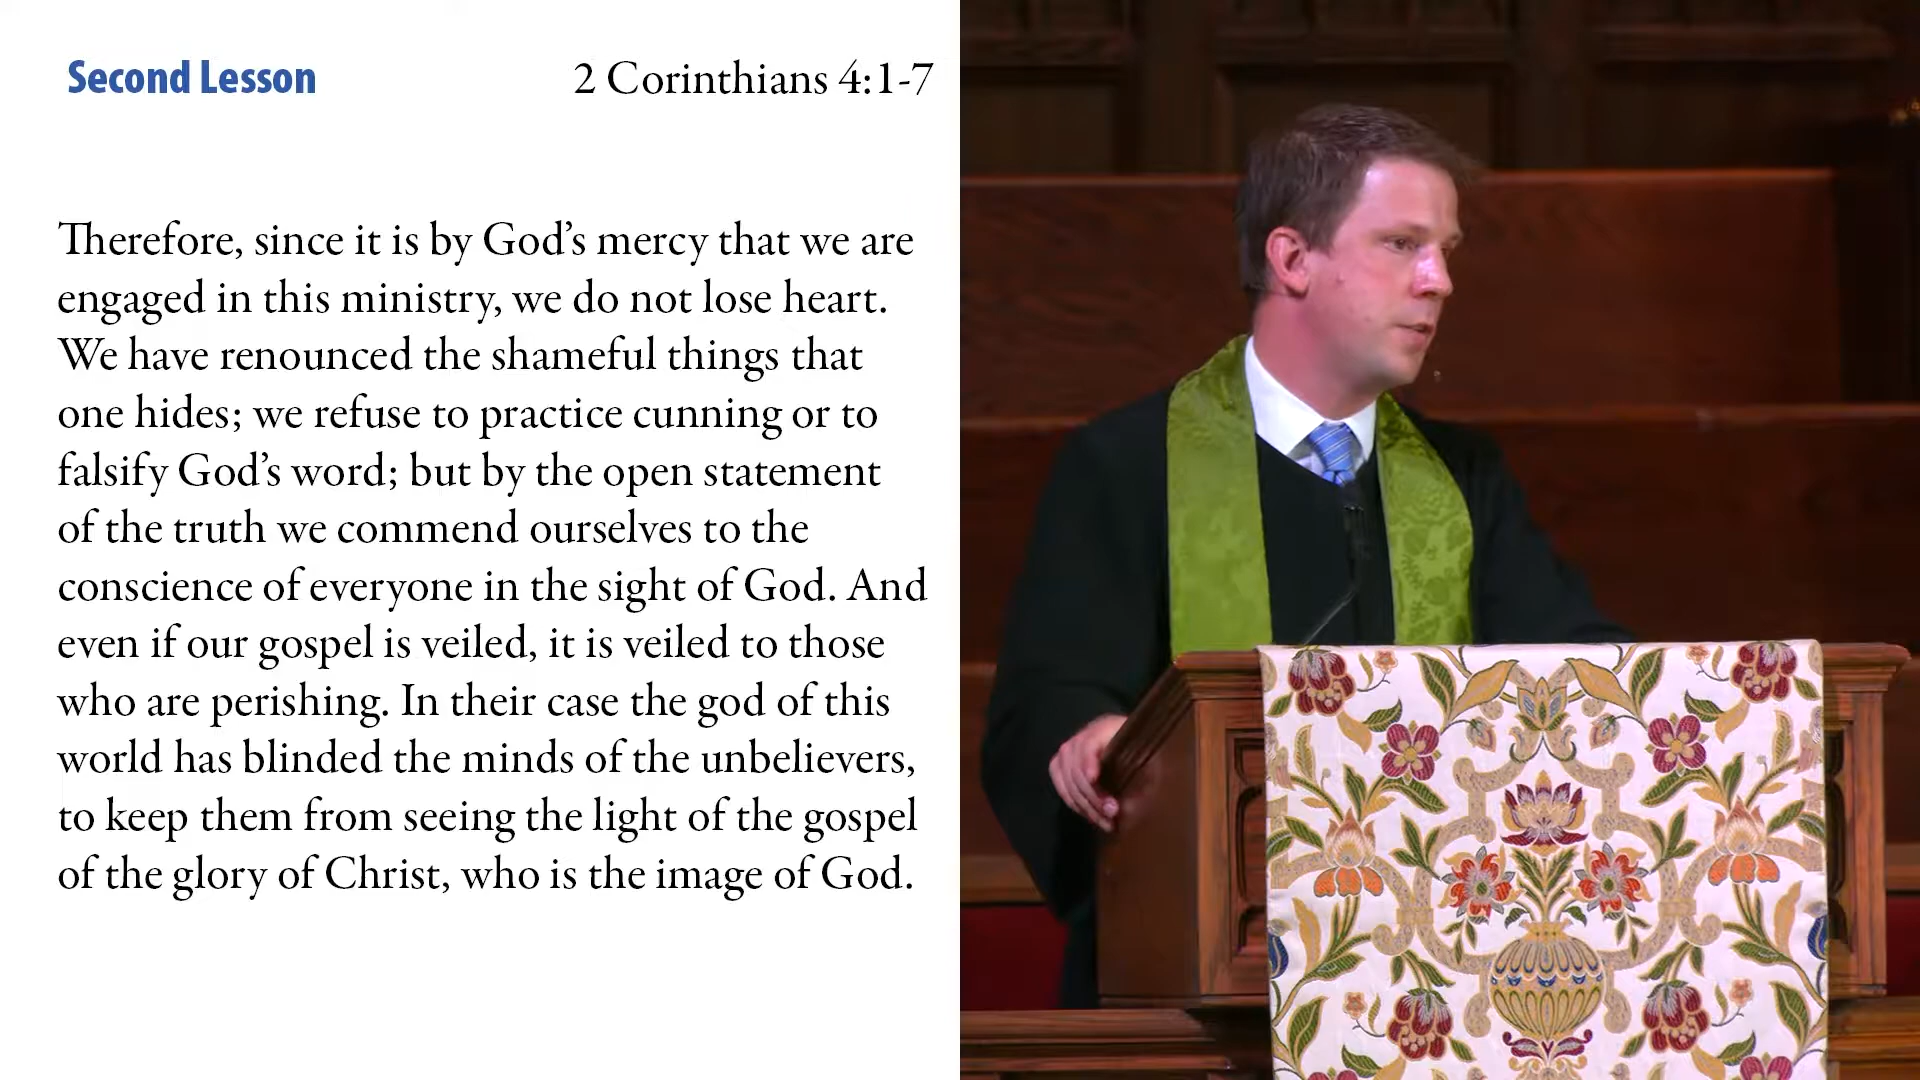 Second Lesson 2 Corinthians 4:1-7
Therefore, since it is by God’s mercy that we are
engaged in this ministry, we do not lose heart.
We have renounced the shameful things that
one hides; we refuse to practice cunning or to
falsify God’s word; but by the open statement
of the truth we commend ourselves to the
conscience of everyone in the sight of God. And
even if our gospel is veiled, it is veiled to those
who are perishing. In their case the god of this
world has blinded the minds of the unbelievers,
to keep them from seeing the light of the gospel
of the glory of Christ, who is the image of God.